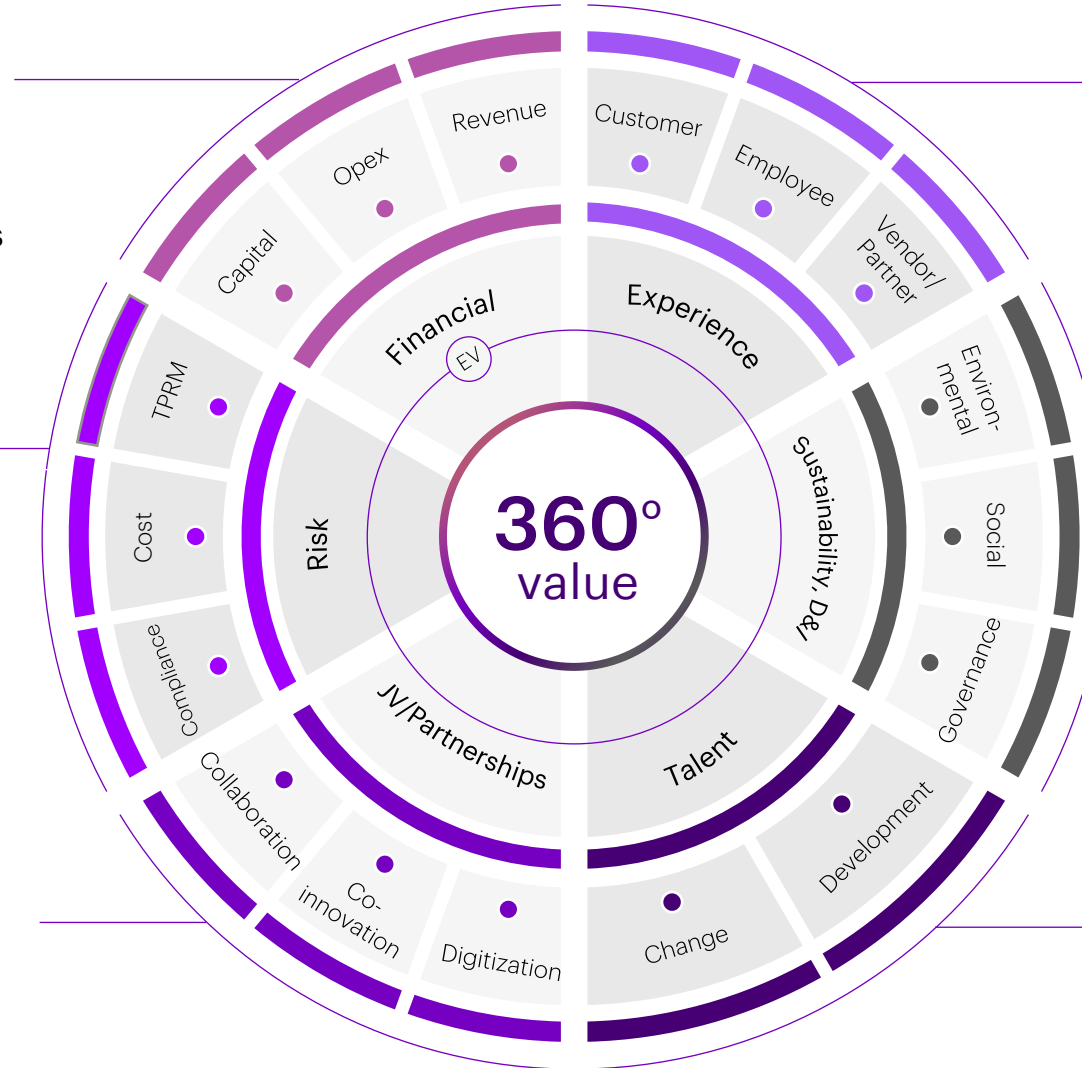 Revenue
Customer
Opex
Employee
Capital
Vendor/
Partner
s
Financial
Experience
EV
TPRM
Environ-
mental
Cost
Risk
360°
value
Sustainability, D&/
Social
Compliance
Governance
JV/Partnerships
Talent
Collaboration
Development
Co-
innovation
Digitization
Change